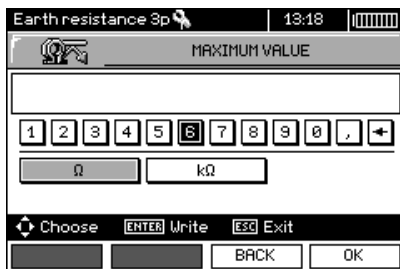 Earth resistance 3p 13:18
MAXIMUM VALUE
1 2 3 4 5 6 7 8 9 0 ,
Ω kΩ
Choose ENTER Write ESC Exit
BACK OK